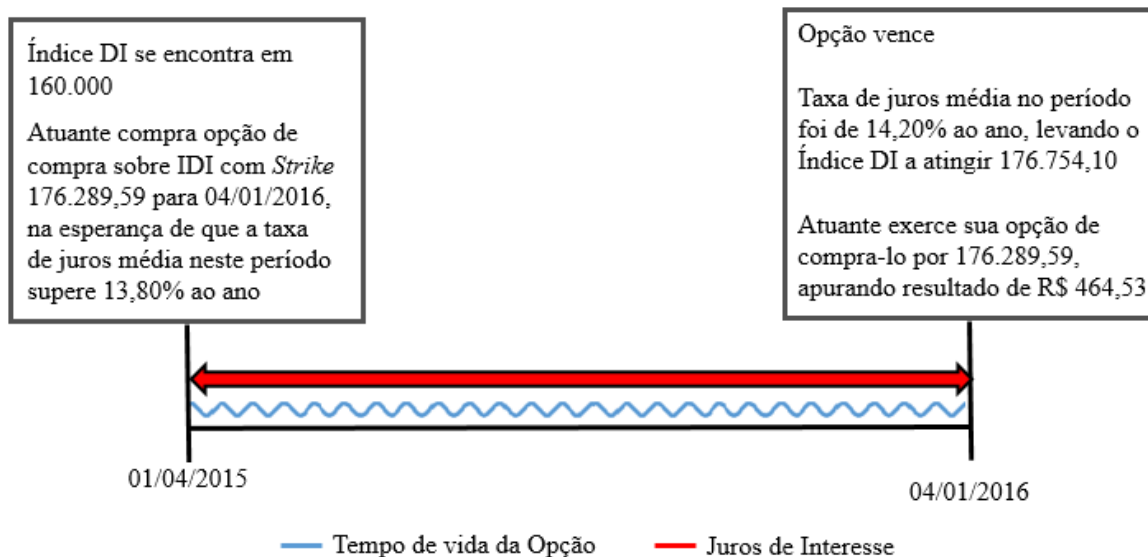 Índice DI se encontra em
160.000
Atuante compra opção de
compra sobre IDI com Strike
176.289,59 para 04/01/2016,
na esperança de que a taxa
de juros média neste período
supere 13,80% ao ano
Opção vence
Taxa de juros média no período
foi de 14,20% ao ano, levando o
Índice DI a atingir 176.754,10
Atuante exerce sua opção de
compra-lo por 176.289,59,
apurando resultado de R$ 464,53
01/04/2015
04/01/2016
Tempo de vida da Opção
Juros de Interesse